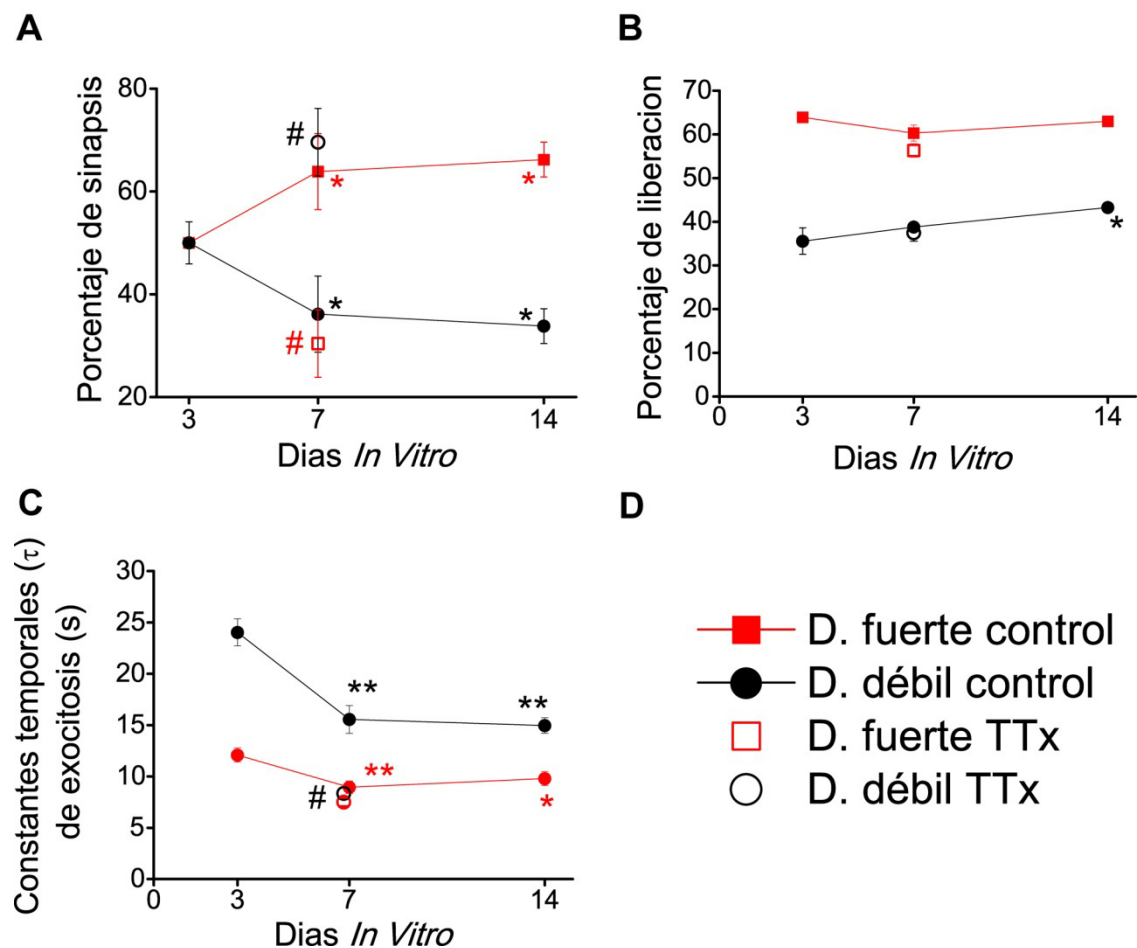 A
Porcentaje de sinapsis
80
60
40
20
#
*
*
*
*
#
3
7
14
Dias In Vitro
B
Porcentaje de liberacion
70
60
50
40
30
20
10
0
*
0
3
7
14
Dias In Vitro
C
Constantes temporales (τ)
de exocitosis (s)
30
25
20
15
10
5
0
**
**
**
#
*
0
3
7
14
Dias In Vitro
D
D. fuerte control
D. débil control
D. fuerte TTx
D. débil TTx